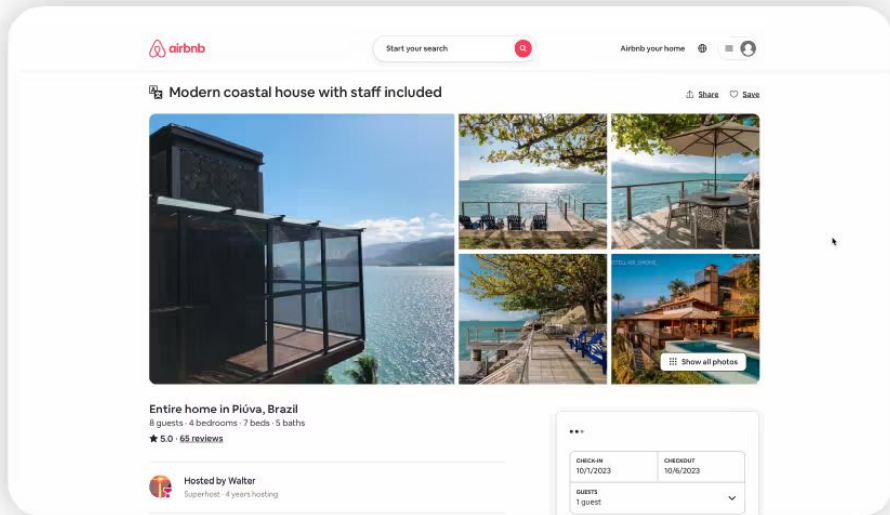 airbnb
Start your search
Airbnb your home
Modern coastal house with staff included
Share
Save
Show all photos
Entire home in Piúva, Brazil
8 guests · 4 bedrooms · 7 beds · 5 baths
5.0 · 65 reviews
Hosted by Walter
Superhost · 4 years hosting
CHECK-IN
10/1/2023
CHECKOUT
10/6/2023
GUESTS
1 guest